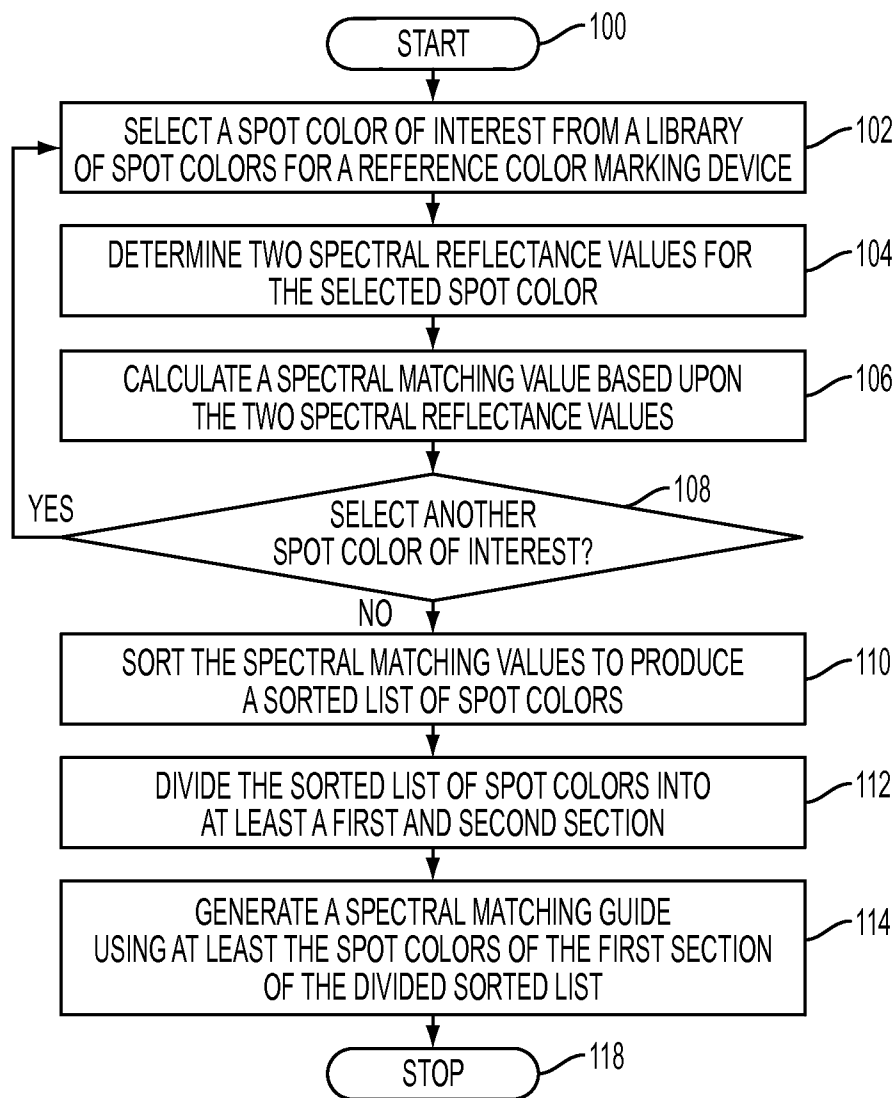 START
100
SELECT A SPOT COLOR OF INTEREST FROM A LIBRARY
OF SPOT COLORS FOR A REFERENCE COLOR MARKING DEVICE
102
DETERMINE TWO SPECTRAL REFLECTANCE VALUES FOR
THE SELECTED SPOT COLOR
104
CALCULATE A SPECTRAL MATCHING VALUE BASED UPON
THE TWO SPECTRAL REFLECTANCE VALUES
106
YES
108
SELECT ANOTHER
SPOT COLOR OF INTEREST?
NO
SORT THE SPECTRAL MATCHING VALUES TO PRODUCE
A SORTED LIST OF SPOT COLORS
110
DIVIDE THE SORTED LIST OF SPOT COLORS INTO
AT LEAST A FIRST AND SECOND SECTION
112
GENERATE A SPECTRAL MATCHING GUIDE
USING AT LEAST THE SPOT COLORS OF THE FIRST SECTION
OF THE DIVIDED SORTED LIST
114
STOP
118